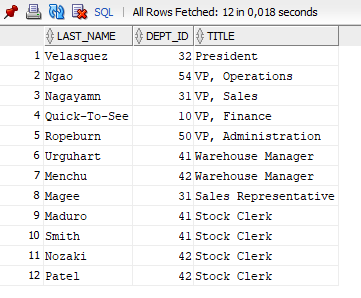 SQL | All Rows Fetched: 12 in 0,018 seconds
LAST_NAME DEPT_ID TITLE
1 Velasquez 32 President
2 Ngao 54 VP, Operations
3 Nagayamn 31 VP, Sales
4 Quick-To-See 10 VP, Finance
5 Ropeburn 50 VP, Administration
6 Urguhart 41 Warehouse Manager
7 Menchu 42 Warehouse Manager
8 Magee 31 Sales Representative
9 Maduro 41 Stock Clerk
10 Smith 41 Stock Clerk
11 Nozaki 42 Stock Clerk
12 Patel 42 Stock Clerk